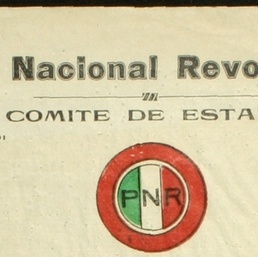 Nacional Revo
COMITE DE ESTA
PNR